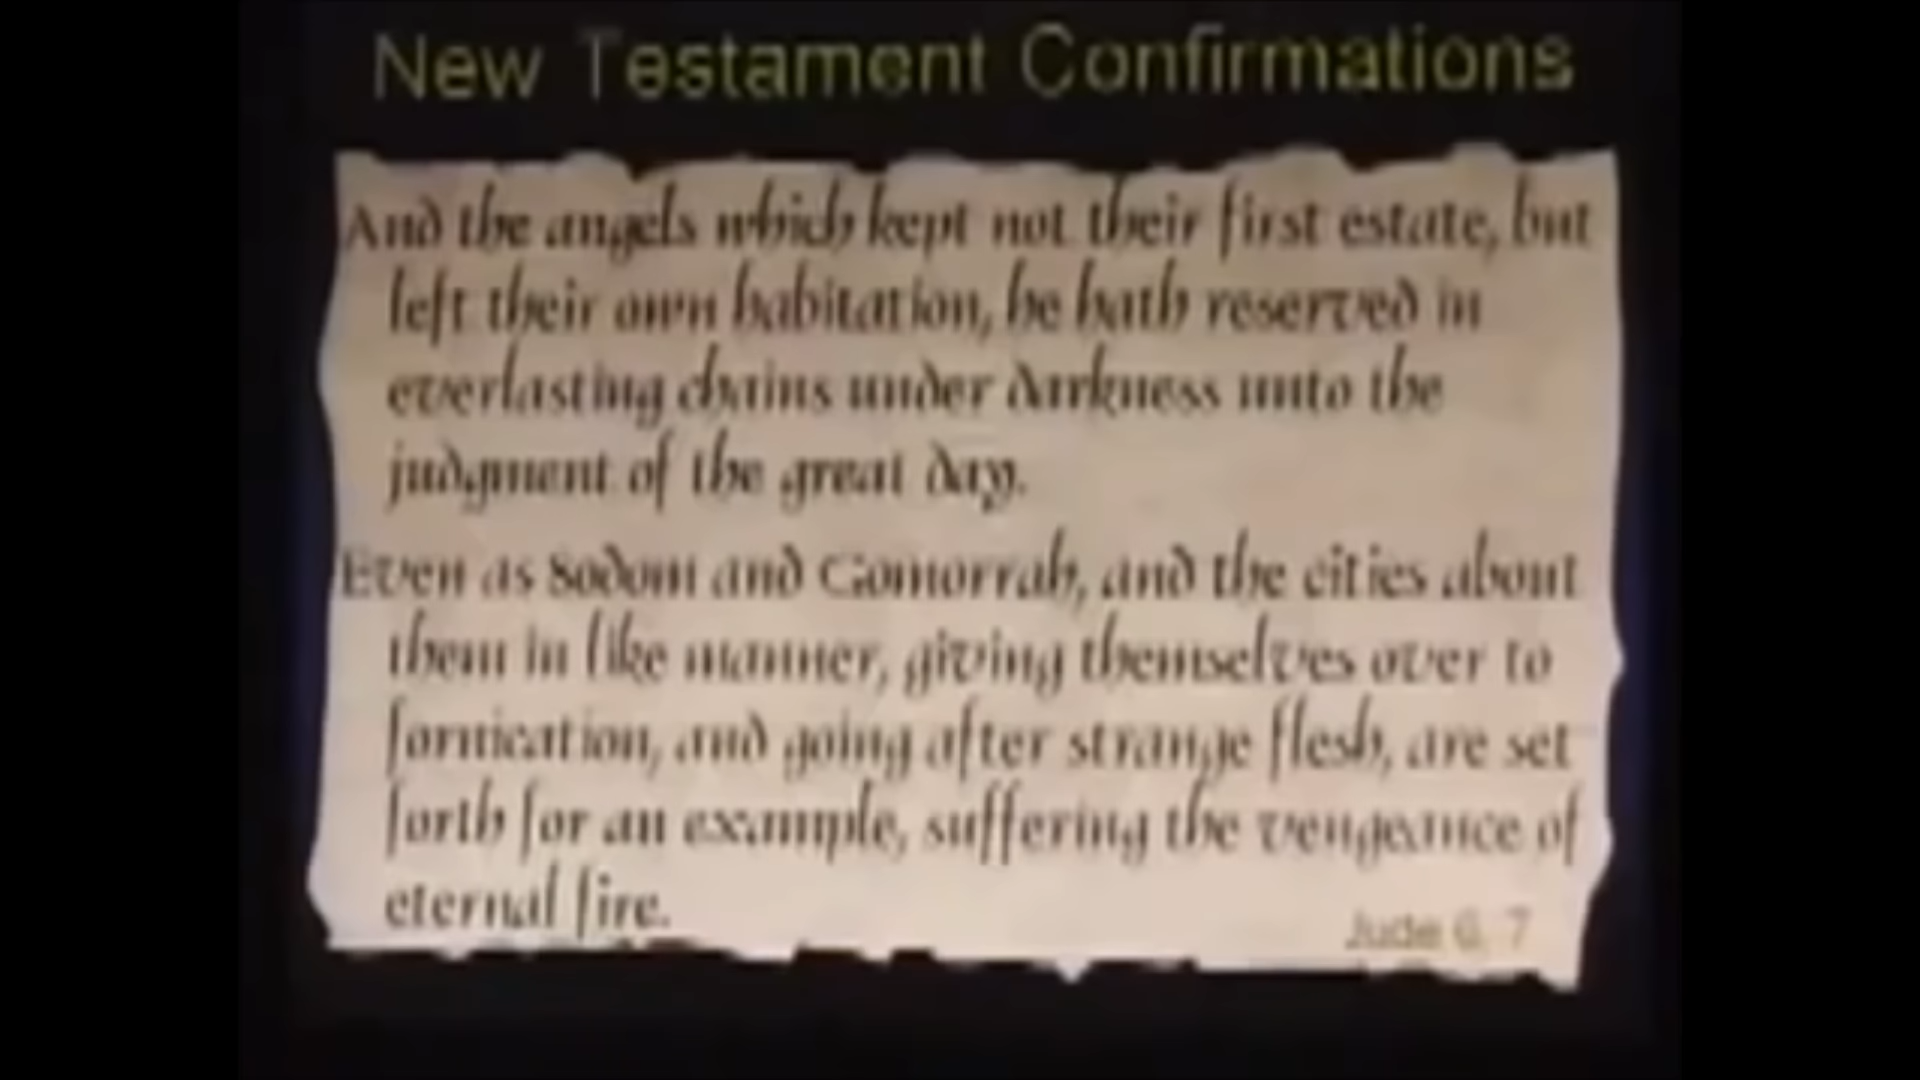 New Testament Confirmations
And the angels which kept not their first estate, but
left their own habitation, he hath reserved in
everlasting chains under darkness unto the
judgment of the great day.
Even as Sodom and Gomorrah, and the cities about
them in like manner, giving themselves over to
fornication, and going after strange flesh, are set
forth for an example, suffering the vengeance of
eternal fire.
Jude 6, 7